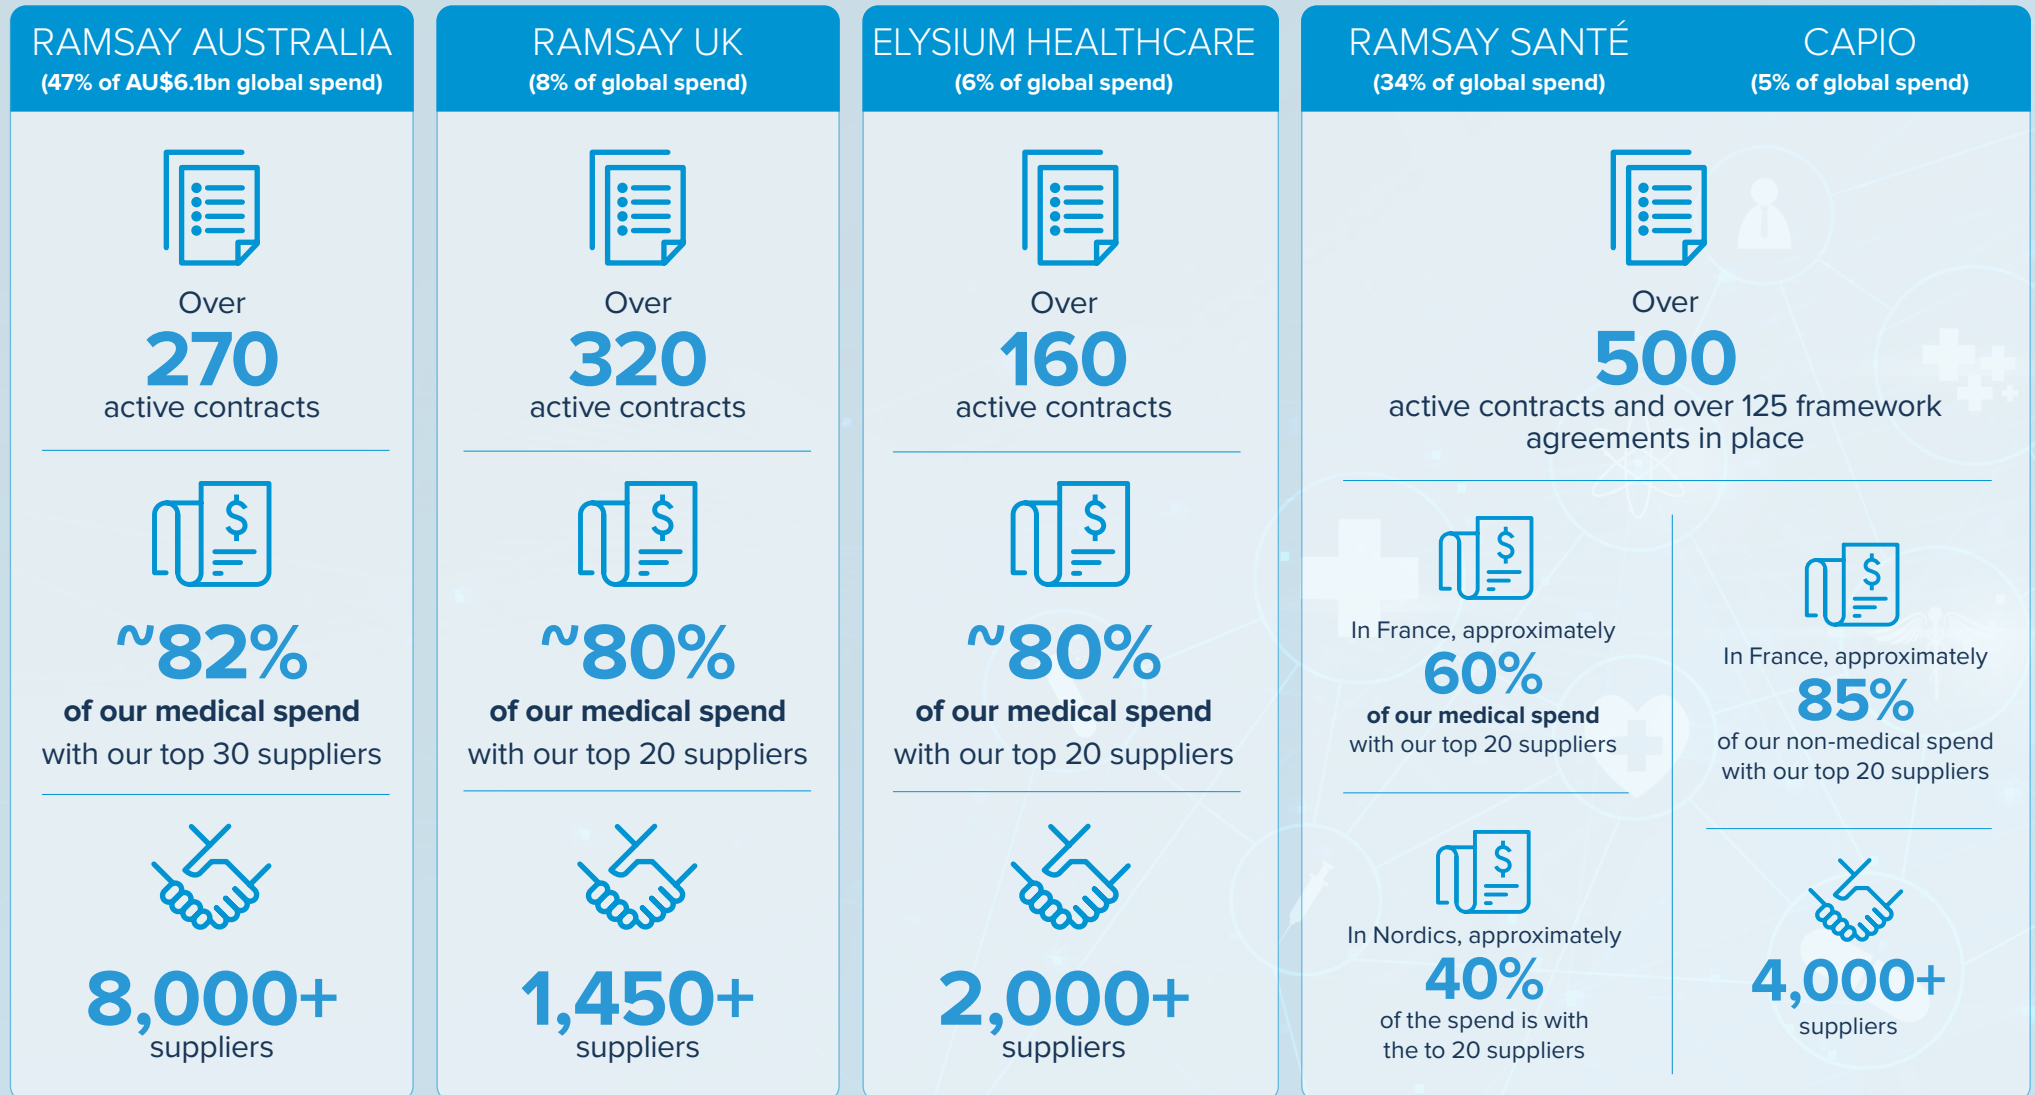 RAMSAY AUSTRALIA
(47% of AU$6.1bn global spend)
Over
270
active contracts
~82%
of our medical spend
with our top 30 suppliers
8,000+
suppliers
RAMSAY UK
(8% of global spend)
Over
320
active contracts
~80%
of our medical spend
with our top 20 suppliers
1,450+
suppliers
ELYSIUM HEALTHCARE
(6% of global spend)
Over
160
active contracts
~80%
of our medical spend
with our top 20 suppliers
2,000+
suppliers
RAMSAY SANTÉ
(34% of global spend)
CAPIO
(5% of global spend)
Over
500
active contracts and over 125 framework
agreements in place
In France, approximately
60%
of our medical spend
with our top 20 suppliers
In Nordics, approximately
40%
of the spend is with
the to 20 suppliers
In France, approximately
85%
of our non-medical spend
with our top 20 suppliers
4,000+
suppliers